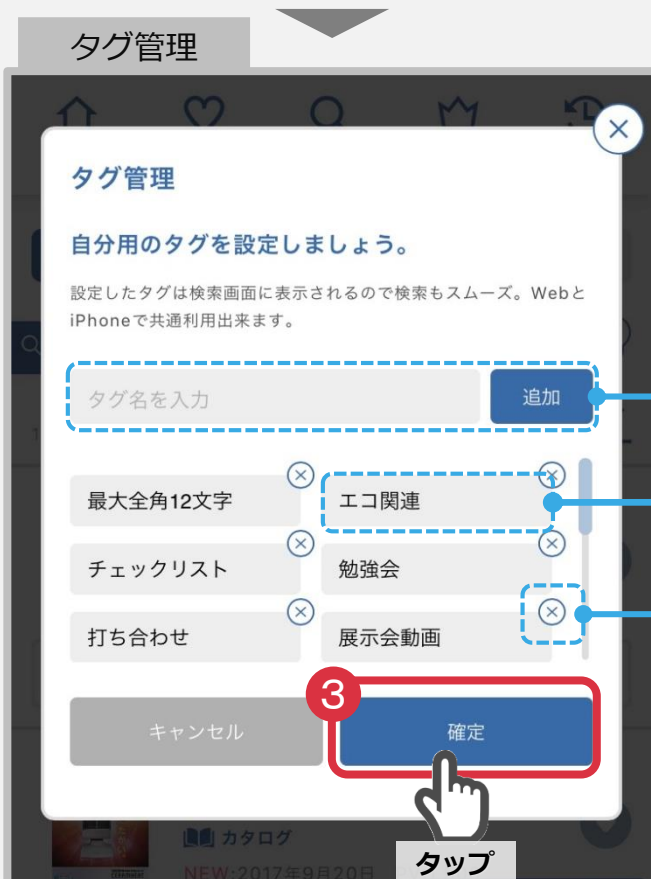 タグ管理
タグ管理
自分用のタグを設定しましょう。
設定したタグは検索画面に表示されるので検索もスムーズ。Webと
iPhoneで共通利用出来ます。
タグ名を入力
追加
最大全角12文字
エコ関連
チェックリスト
勉強会
打ち合わせ
展示会動画
3
キャンセル
確定
タップ
カタログ
NEW:2017年9月20日